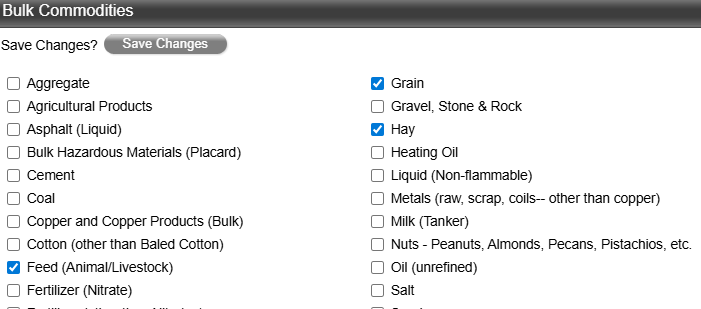 Bulk Commodities
Save Changes? Save Changes
Aggregate
Agricultural Products
Asphalt (Liquid)
Bulk Hazardous Materials (Placard)
Cement
Coal
Copper and Copper Products (Bulk)
Cotton (other than Baled Cotton)
Feed (Animal/Livestock)
Fertilizer (Nitrate)
Grain
Gravel, Stone & Rock
Hay
Heating Oil
Liquid (Non-flammable)
Metals (raw, scrap, coils-- other than copper)
Milk (Tanker)
Nuts - Peanuts, Almonds, Pecans, Pistachios, etc.
Oil (unrefined)
Salt